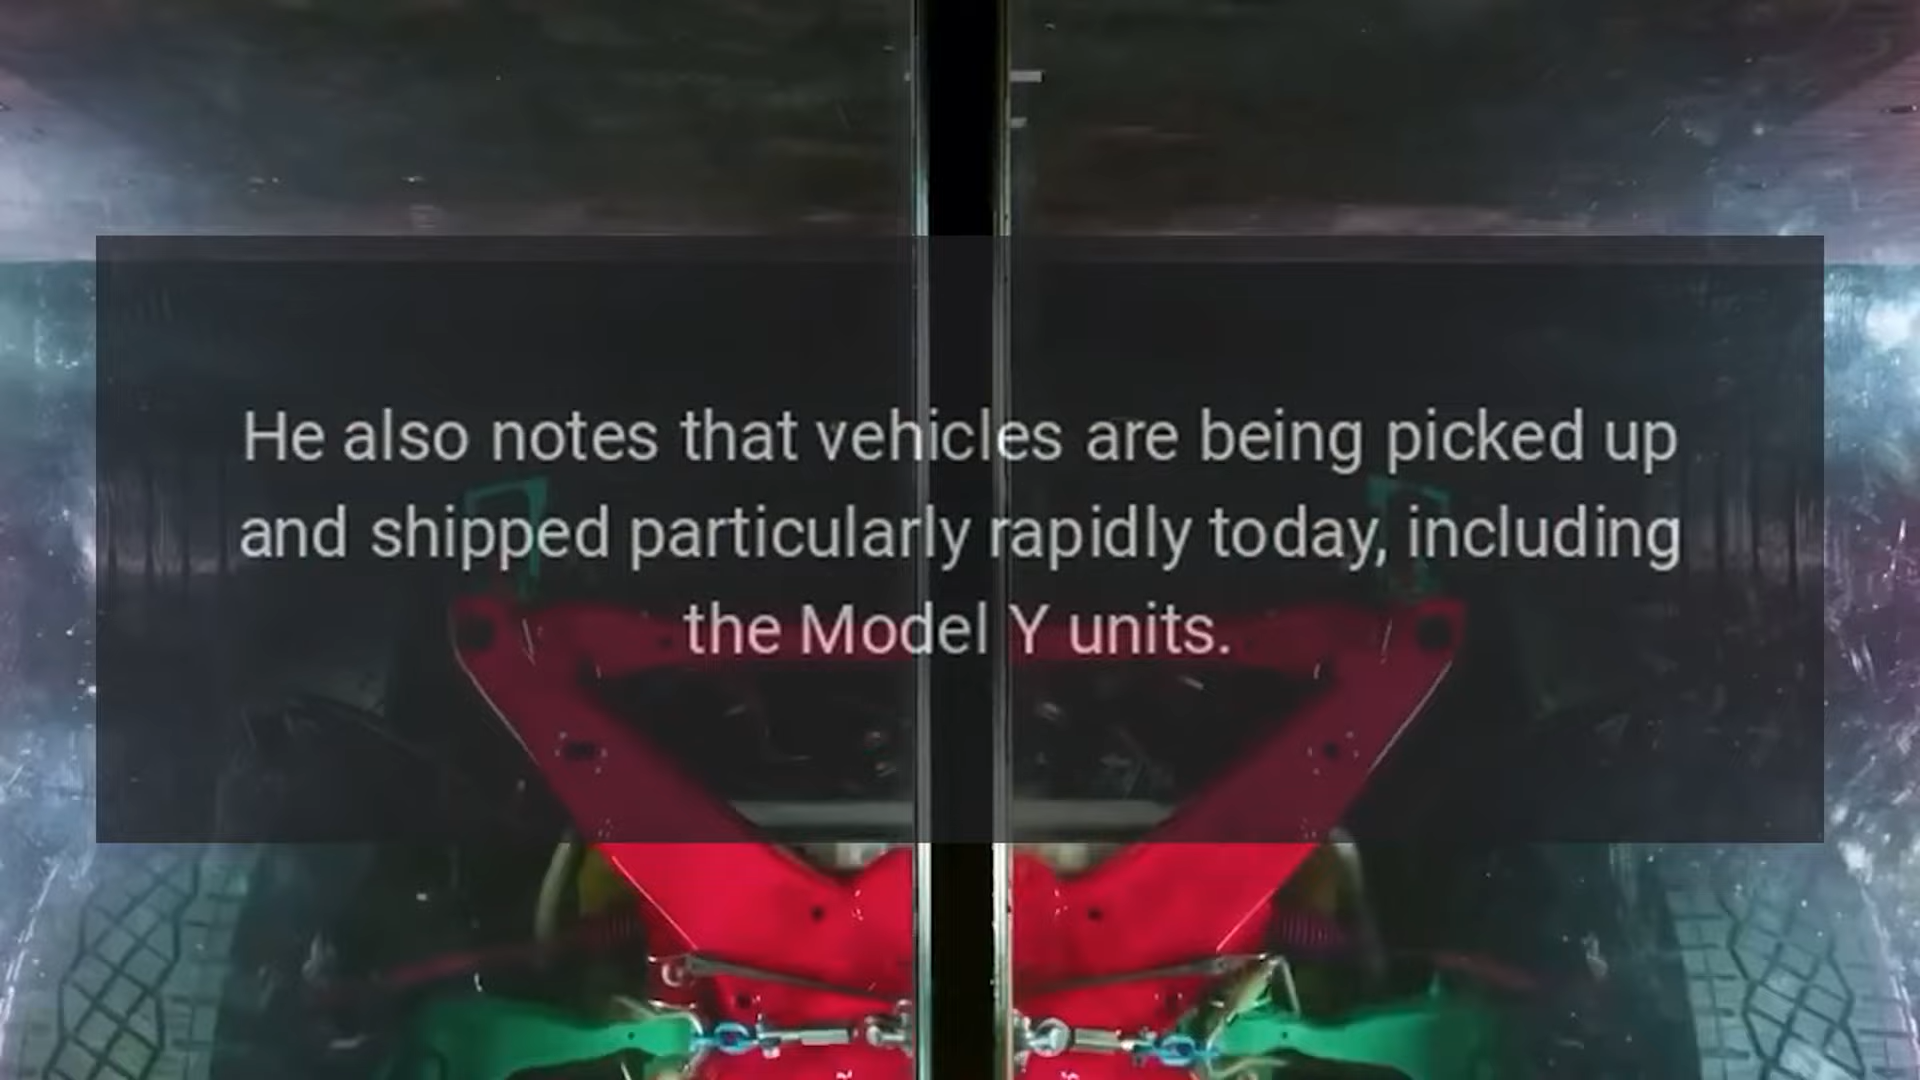 He also notes that vehicles are being picked up
and shipped particularly rapidly today, including
the Model Y units.